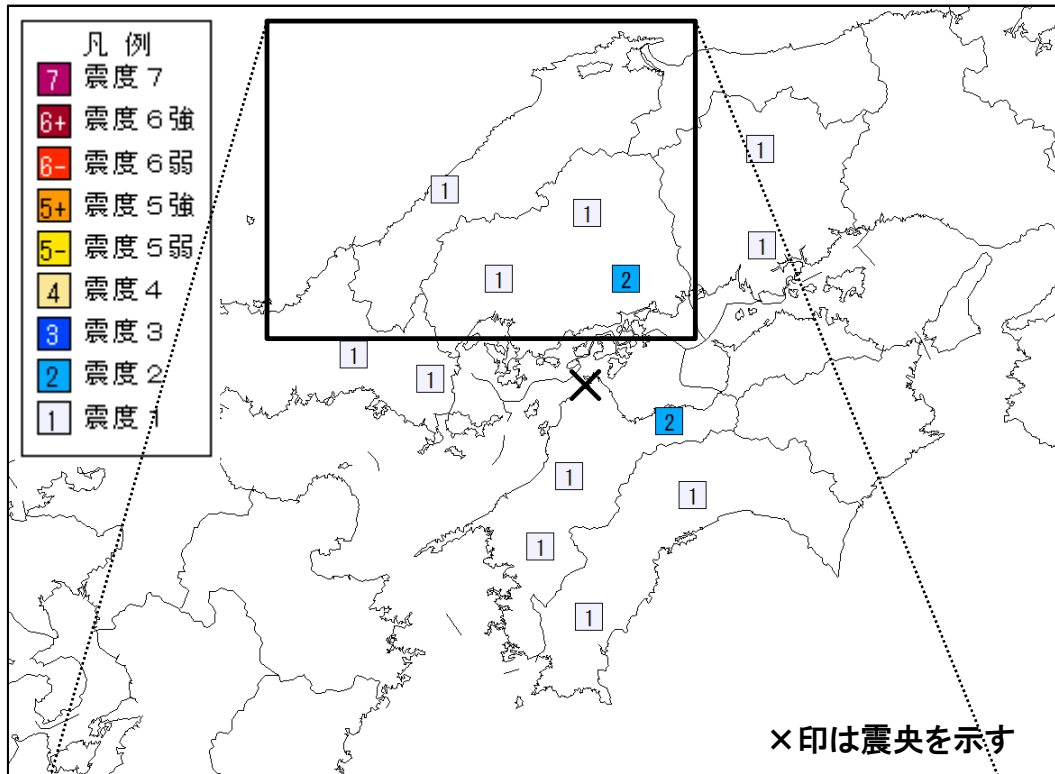 凡 例
7 震度７
6+ 震度６強
6- 震度６弱
5+ 震度５強
5- 震度５弱
4 震度４
3 震度３
2 震度２
1 震度１
1
1
1
1
1
2
1
1
2
1
1
1
1
×印は震央を示す